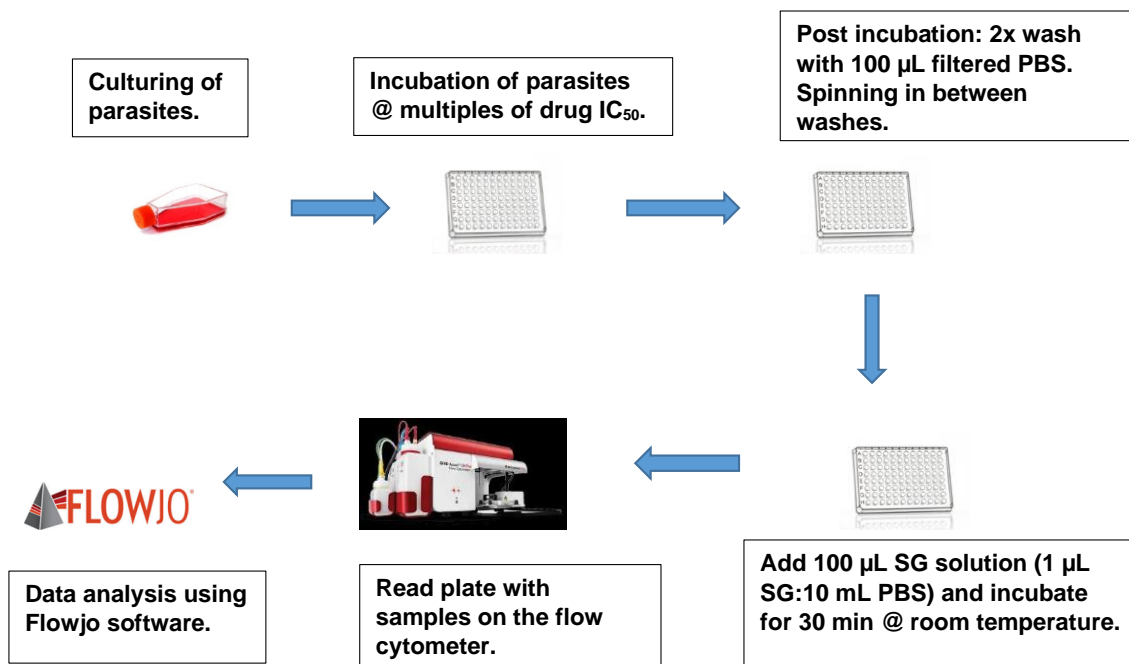 Culturing of
parasites.
Incubation of parasites
@ multiples of drug IC₅₀.
Post incubation: 2x wash
with 100 µL filtered PBS.
Spinning in between
washes.
Add 100 µL SG solution (1 µL
SG:10 mL PBS) and incubate
for 30 min @ room temperature.
Read plate with
samples on the flow
cytometer.
FLOWJO®
Data analysis using
Flowjo software.